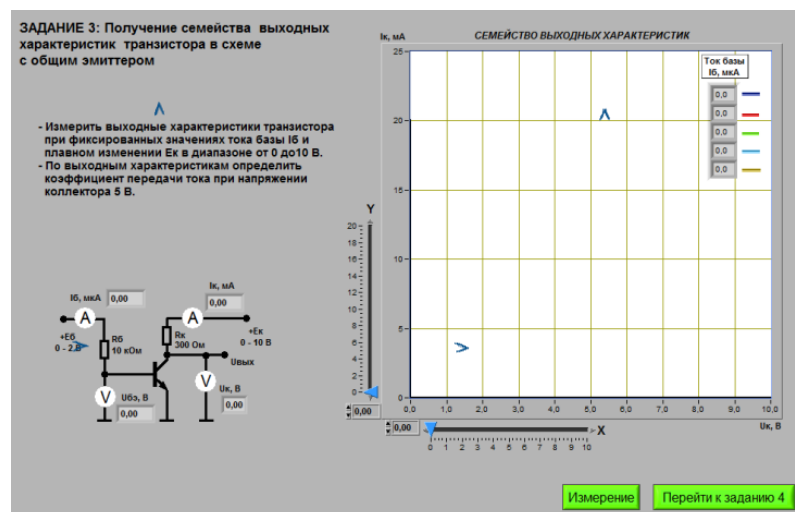 ЗАДАНИЕ 3: Получение семейства выходных
характеристик транзистора в схеме
с общим эмиттером
- Измерить выходные характеристики транзистора
при фиксированных значениях тока базы Iб и
плавном изменении Eк в диапазоне от 0 до10 В.
- По выходным характеристикам определить
коэффициент передачи тока при напряжении
коллектора 5 В.
Iб, мкА
0,00
Iк, мА
0,00
A
A
+Eб
0 - 2 В
Rб
10 кОм
Rк
300 Ом
+Eк
0 - 10 В
Uвых
V
Uбэ, В
0,00
V
Uк, В
0,00
Iк, мА
СЕМЕЙСТВО ВЫХОДНЫХ ХАРАКТЕРИСТИК
25
20
15
10
5
0
Ток базы
Iб, мкА
0,0
0,0
0,0
0,0
0,0
Y
20
18
16
14
12
10
8
6
4
2
0
0,00
0,0 1,0 2,0 3,0 4,0 5,0 6,0 7,0 8,0 9,0 10,0
Uк, В
0,00
X
0 1 2 3 4 5 6 7 8 9 10
Измерение
Перейти к заданию 4